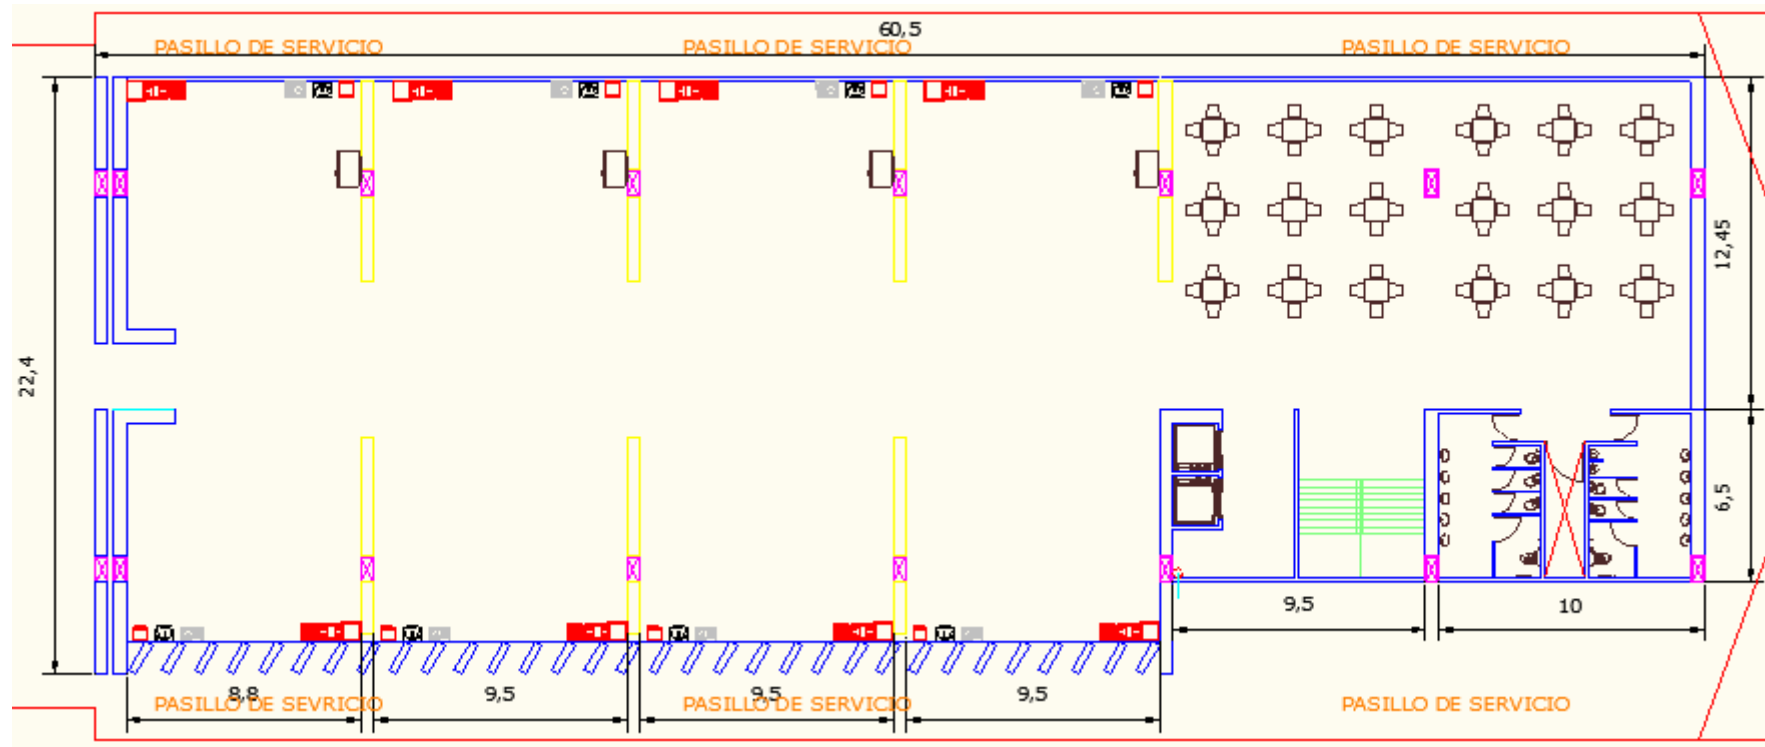 60,5
PASILLO DE SERVICIO
PASILLO DE SERVICIO
PASILLO DE SERVICIO
12,45
22,4
6,5
9,5
10
8,8
9,5
9,5
9,5
PASILLO DE SEVRICIO
PASILLO DE SERVICIO
PASILLO DE SERVICIO